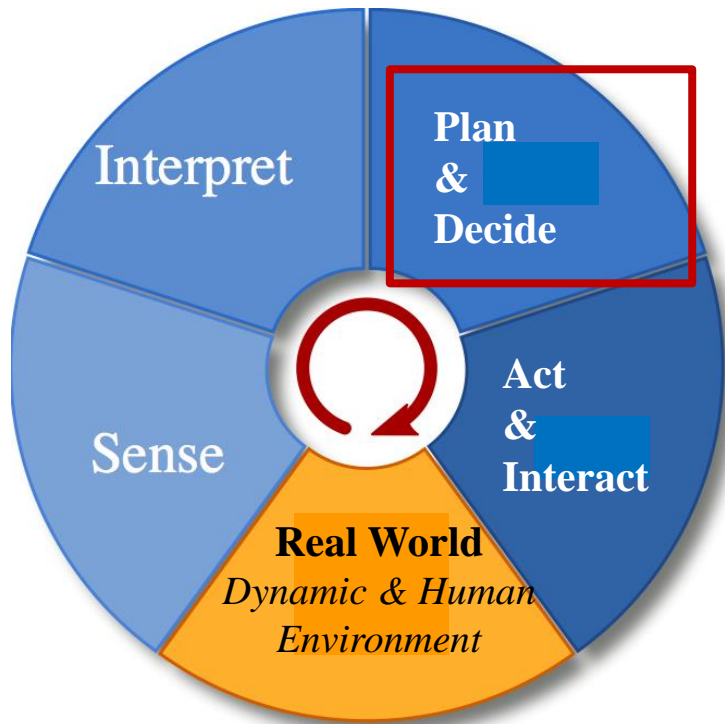 Interpret
Plan
&
Decide
Sense
Act
&
Interact
Real World
Dynamic & Human
Environment